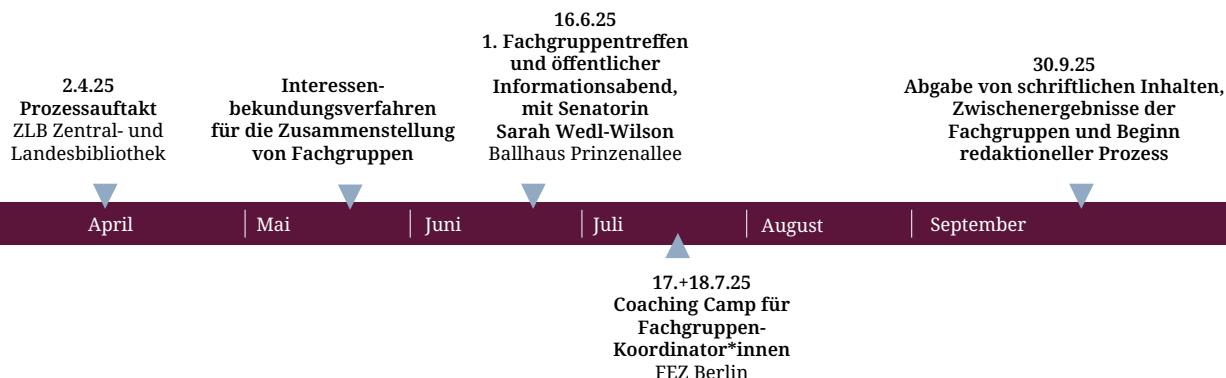 2.4.25
Prozessauftakt
ZLB Zentral- und
Landesbibliothek
Interessen-
bekundungsverfahren
für die Zusammenstellung
von Fachgruppen
16.6.25
1. Fachgruppentreffen
und öffentlicher
Informationsabend,
mit Senatorin
Sarah Wedl-Wilson
Ballhaus Prinzenallee
30.9.25
Abgabe von schriftlichen Inhalten,
Zwischenergebnisse der
Fachgruppen und Beginn
redaktioneller Prozess
April
Mai
Juni
Juli
August
September
17.+18.7.25
Coaching Camp für
Fachgruppen-
Koordinator*innen
FEZ Berlin